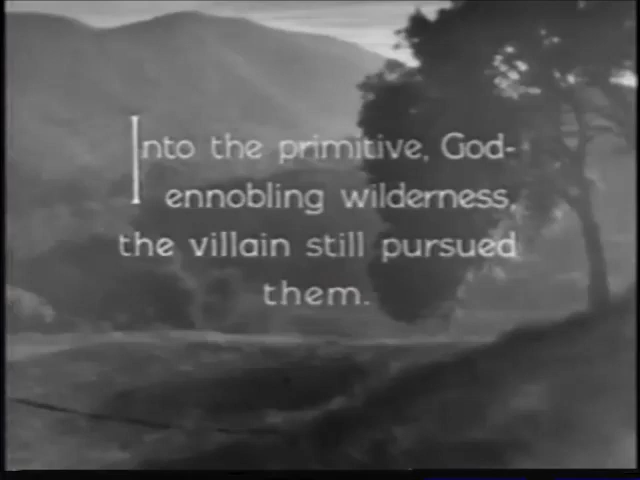 Into the primitive, God-
ennobling wilderness,
the villain still pursued
them.